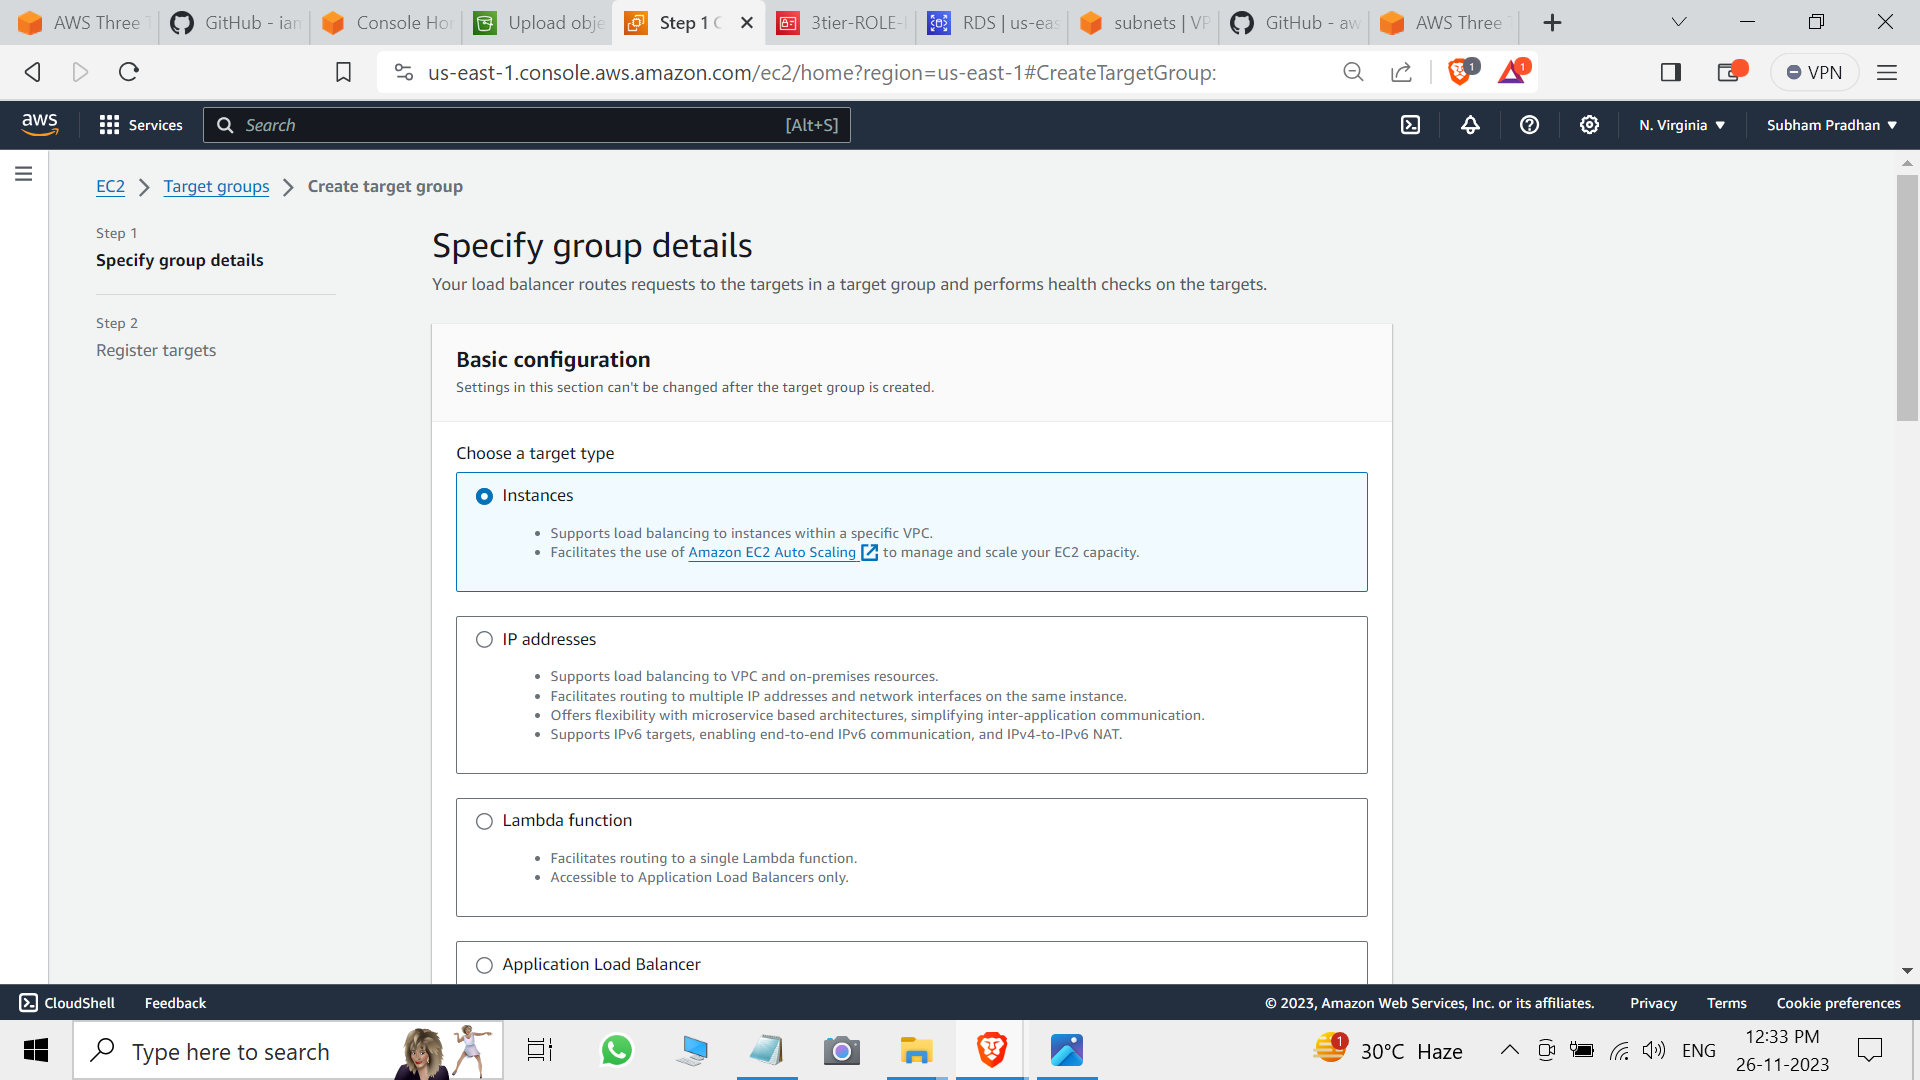 AWS Three T
GitHub - iam
Console Hor
Upload obje
Step 1 C
3tier-ROLE-
RDS | us-eas
subnets | VP
GitHub - aw
AWS Three T
us-east-1.console.aws.amazon.com/ec2/home?region=us-east-1#CreateTargetGroup:
1
1
VPN
aws
Services
Search
[Alt+S]
N. Virginia
Subham Pradhan
EC2
Target groups
Create target group
Step 1
Specify group details
Step 2
Register targets
Specify group details
Your load balancer routes requests to the targets in a target group and performs health checks on the targets.
Basic configuration
Settings in this section can't be changed after the target group is created.
Choose a target type
Instances
• Supports load balancing to instances within a specific VPC.
• Facilitates the use of Amazon EC2 Auto Scaling to manage and scale your EC2 capacity.
IP addresses
• Supports load balancing to VPC and on-premises resources.
• Facilitates routing to multiple IP addresses and network interfaces on the same instance.
• Offers flexibility with microservice based architectures, simplifying inter-application communication.
• Supports IPv6 targets, enabling end-to-end IPv6 communication, and IPv4-to-IPv6 NAT.
Lambda function
• Facilitates routing to a single Lambda function.
• Accessible to Application Load Balancers only.
Application Load Balancer
CloudShell
Feedback
© 2023, Amazon Web Services, Inc. or its affiliates.
Privacy
Terms
Cookie preferences
Type here to search
1
30°C Haze
ENG
12:33 PM
26-11-2023